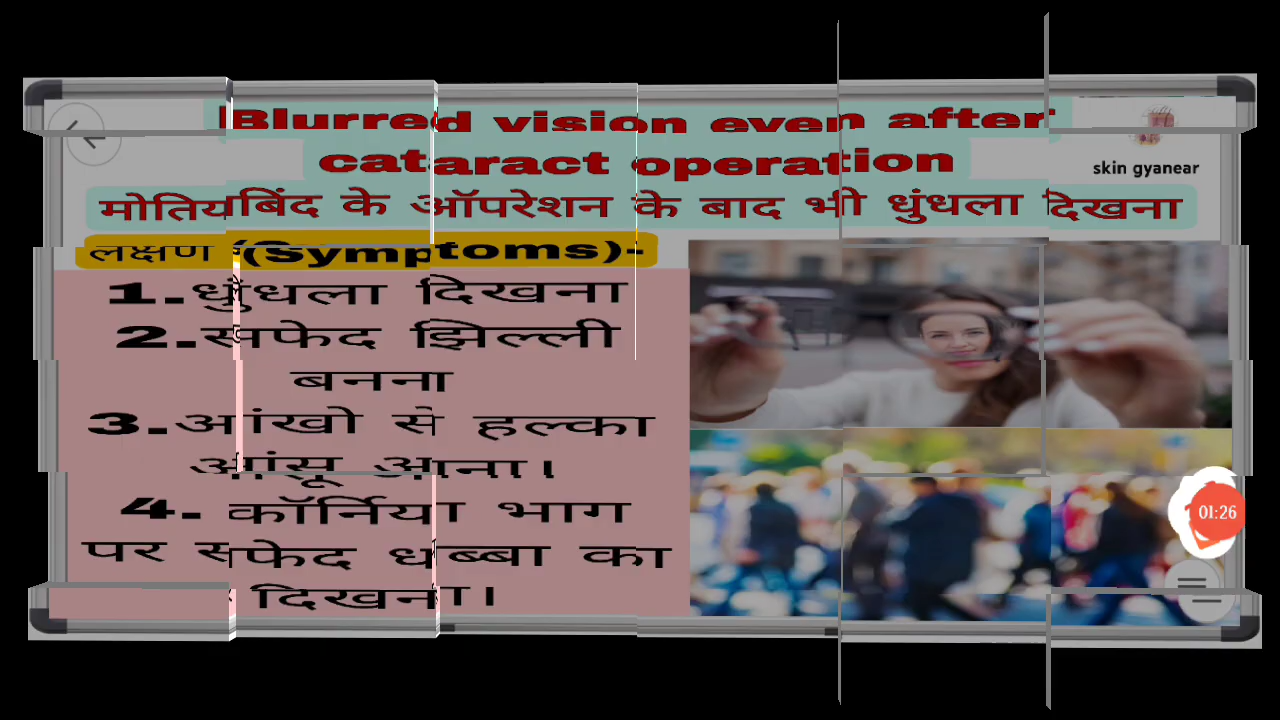 Blurred vision even after
cataract operation
skin gyanear
मोतियबिंद के ऑपरेशन के बाद भी धुंधला दिखना
लक्षण (Symptoms)-
1.धुंधला दिखना
2.सफेद झिल्ली
बनना
3.आंखो से हल्का
आंसू आना।
4. कॉर्निया भाग
पर सफेद धब्बा का
दिखना।
01:26